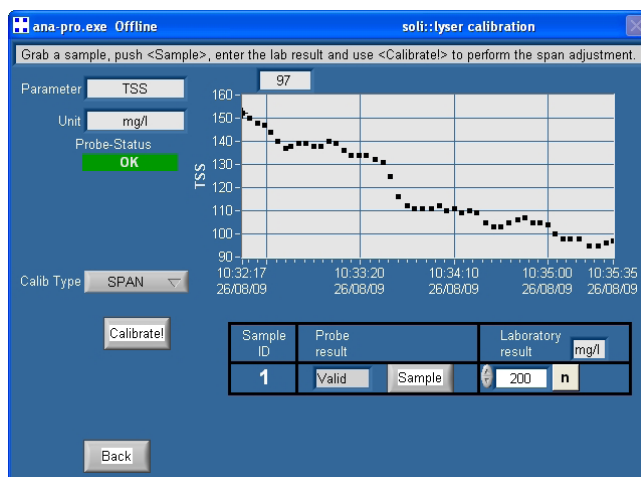 ana-pro.exe Offline soli::lyser calibration
Grab a sample, push <Sample>, enter the lab result and use <Calibrate!> to perform the span adjustment.
Parameter TSS
97
Unit mg/l
Probe-Status
OK
TSS
160
150
140
130
120
110
100
90
10:32:17 10:33:20 10:34:10 10:35:00 10:35:35
26/08/09 26/08/09 26/08/09 26/08/09 26/08/09
Calib Type SPAN
Calibrate!
Sample ID
Probe result
Laboratory result mg/l
1 Valid Sample 200 n
Back